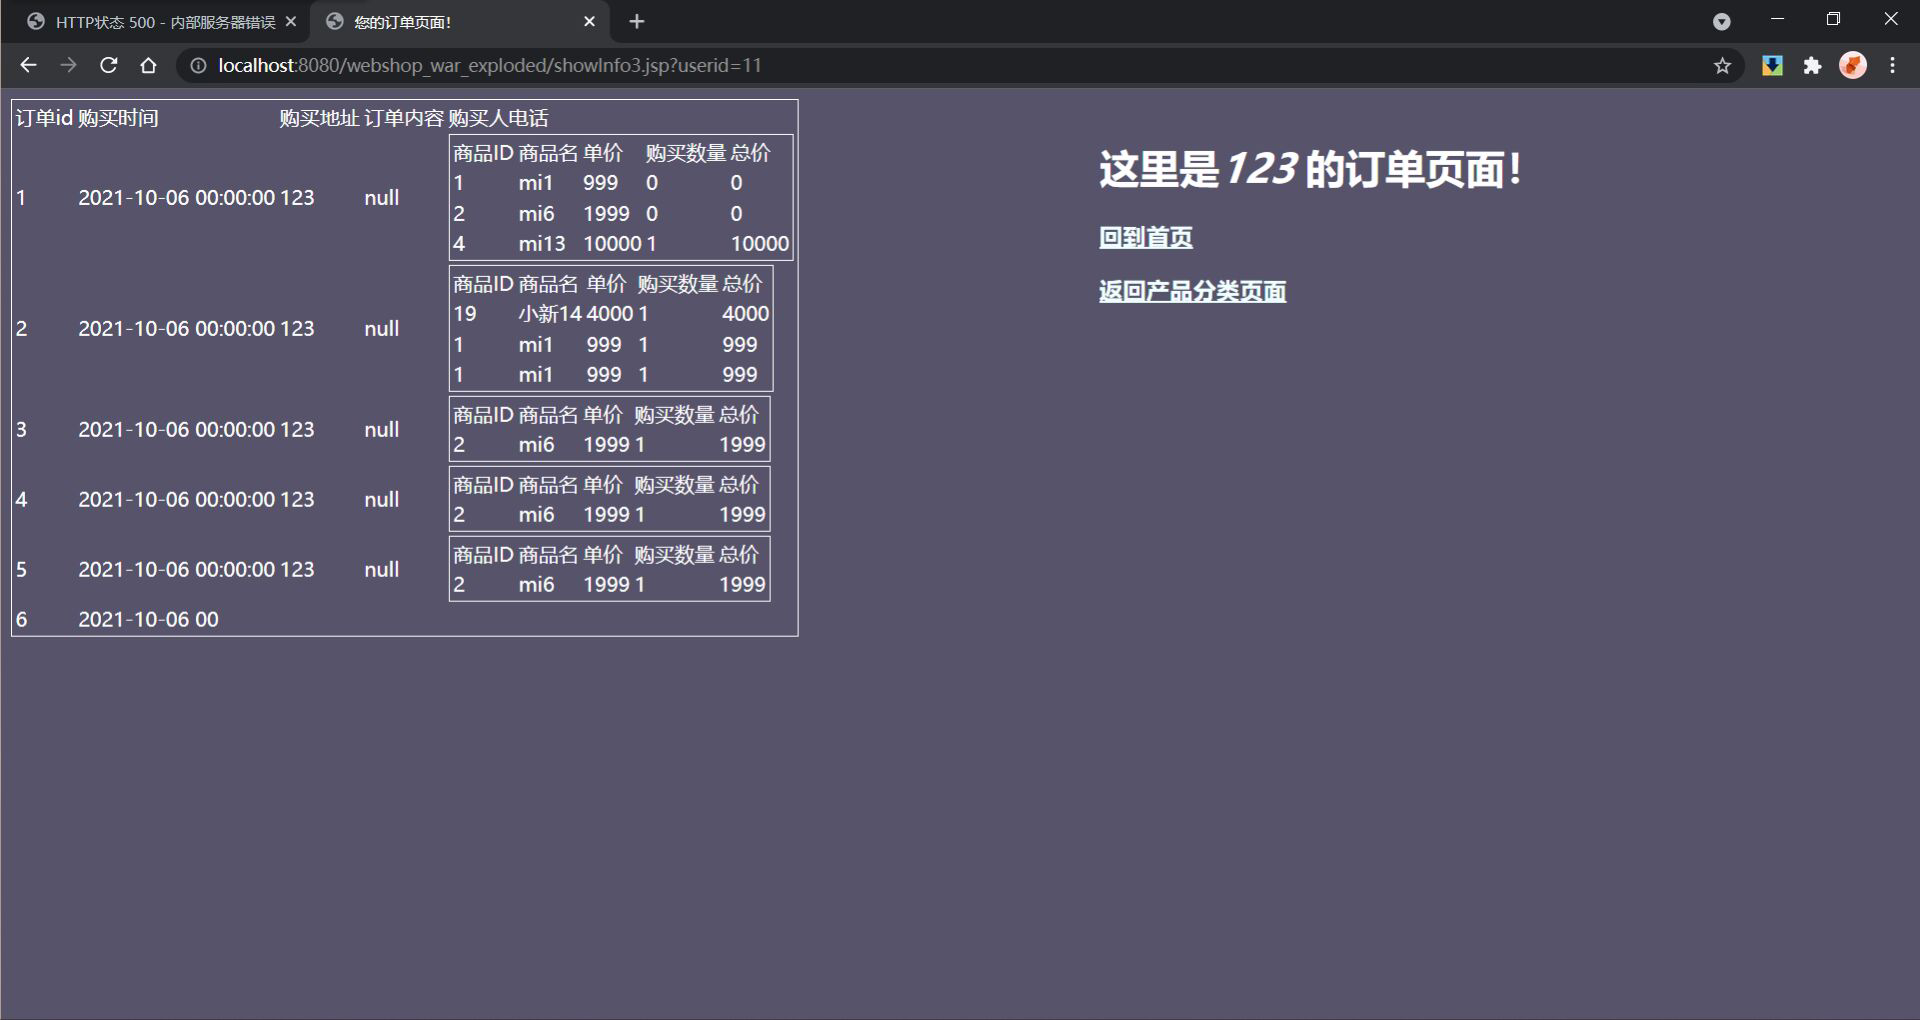 HTTP状态 500 - 内部服务器错误
您的订单页面！
localhost:8080/webshop_war_exploded/showInfo3.jsp?userid=11
订单id 购买时间 购买地址 订单内容 购买人电话
1 2021-10-06 00:00:00 123 null
商品ID 商品名 单价 购买数量 总价
1 mi1 999 0 0
2 mi6 1999 0 0
4 mi13 10000 1 10000
2 2021-10-06 00:00:00 123 null
商品ID 商品名 单价 购买数量 总价
19 小新14 4000 1 4000
1 mi1 999 1 999
1 mi1 999 1 999
3 2021-10-06 00:00:00 123 null
商品ID 商品名 单价 购买数量 总价
2 mi6 1999 1 1999
4 2021-10-06 00:00:00 123 null
商品ID 商品名 单价 购买数量 总价
2 mi6 1999 1 1999
5 2021-10-06 00:00:00 123 null
商品ID 商品名 单价 购买数量 总价
2 mi6 1999 1 1999
6 2021-10-06 00
这里是 123 的订单页面！
回到首页
返回产品分类页面